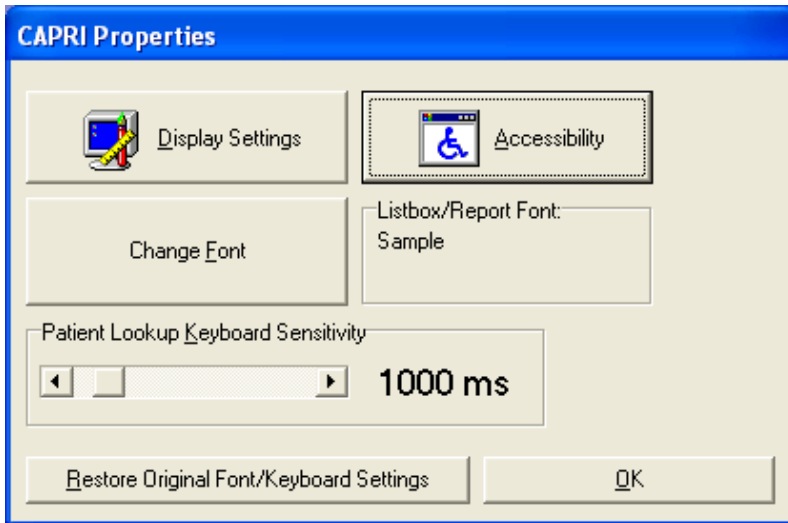 CAPRI Properties
Display Settings
Accessibility
Change Font
Listbox/Report Font:
Sample
Patient Lookup Keyboard Sensitivity
1000 ms
Restore Original Font/Keyboard Settings
OK